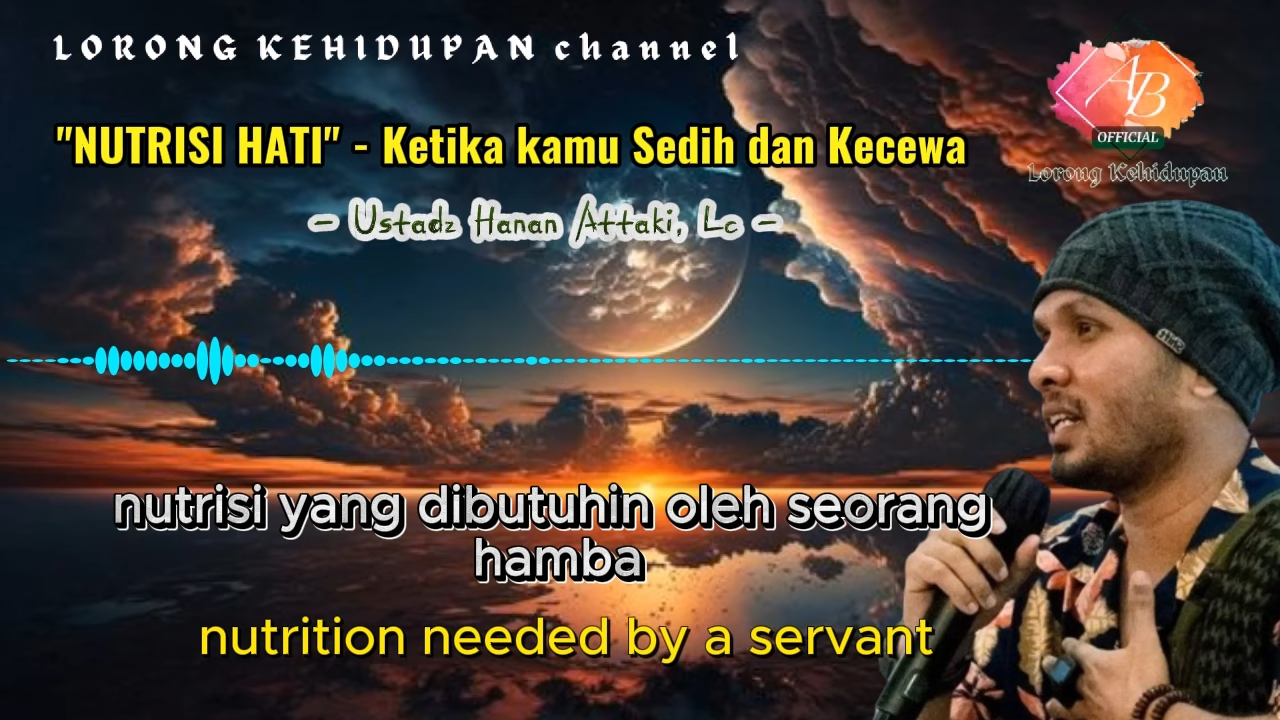 LORONG KEHIDUPAN channel
AB
OFFICIAL
Lorong Kehidupan
"NUTRISI HATI" - Ketika kamu Sedih dan Kecewa
- Ustadz Hanan Attaki, Lc -
nutrisi yang dibutuhin oleh seorang
hamba
nutrition needed by a servant